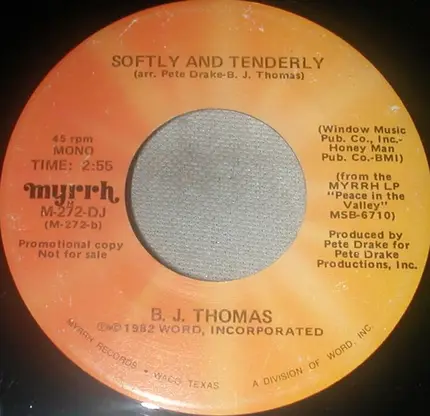 SOFTLY AND TENDERLY
(arr. Pete Drake-B. J. Thomas)
45 rpm
MONO
TIME: 2:55
myrrh
M-272-DJ
(M-272-b)
Promotional copy
Not for sale
(Window Music
Pub. Co., Inc.-
Honey Man
Pub. Co.-BMI)
(from the
MYRRH LP
"Peace in the
Valley"
MSB-6710)
Produced by
Pete Drake for
Pete Drake
Productions, Inc.
B. J. THOMAS
℗©1982 WORD, INCORPORATED
MYRRH RECORDS • WACO TEXAS A DIVISION OF WORD, INC.